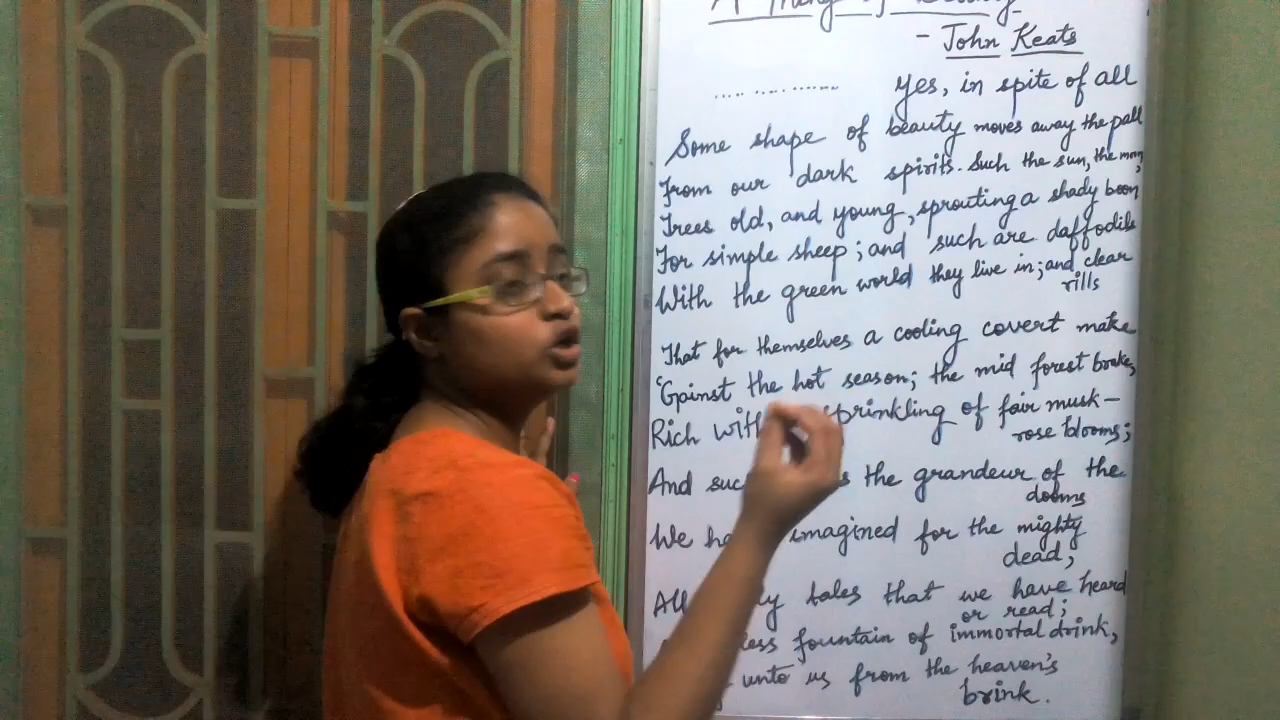 A Thing of Beauty
- John Keats
..... ..... ....... Yes, in spite of all
Some shape of beauty moves away the pall
From our dark spirits. Such the sun, the moon,
Trees old, and young, sprouting a shady boon
For simple sheep; and such are daffodils
With the green world they live in; and clear
rills
That for themselves a cooling covert make
'Gainst the hot season; the mid forest brake,
Rich with sprinkling of fair musk-
rose blooms;
And the grandeur of the
dooms
We imagined for the mighty
dead;
All tales that we have heard
or read;
fountain of immortal drink,
unto us from the heaven's
brink.